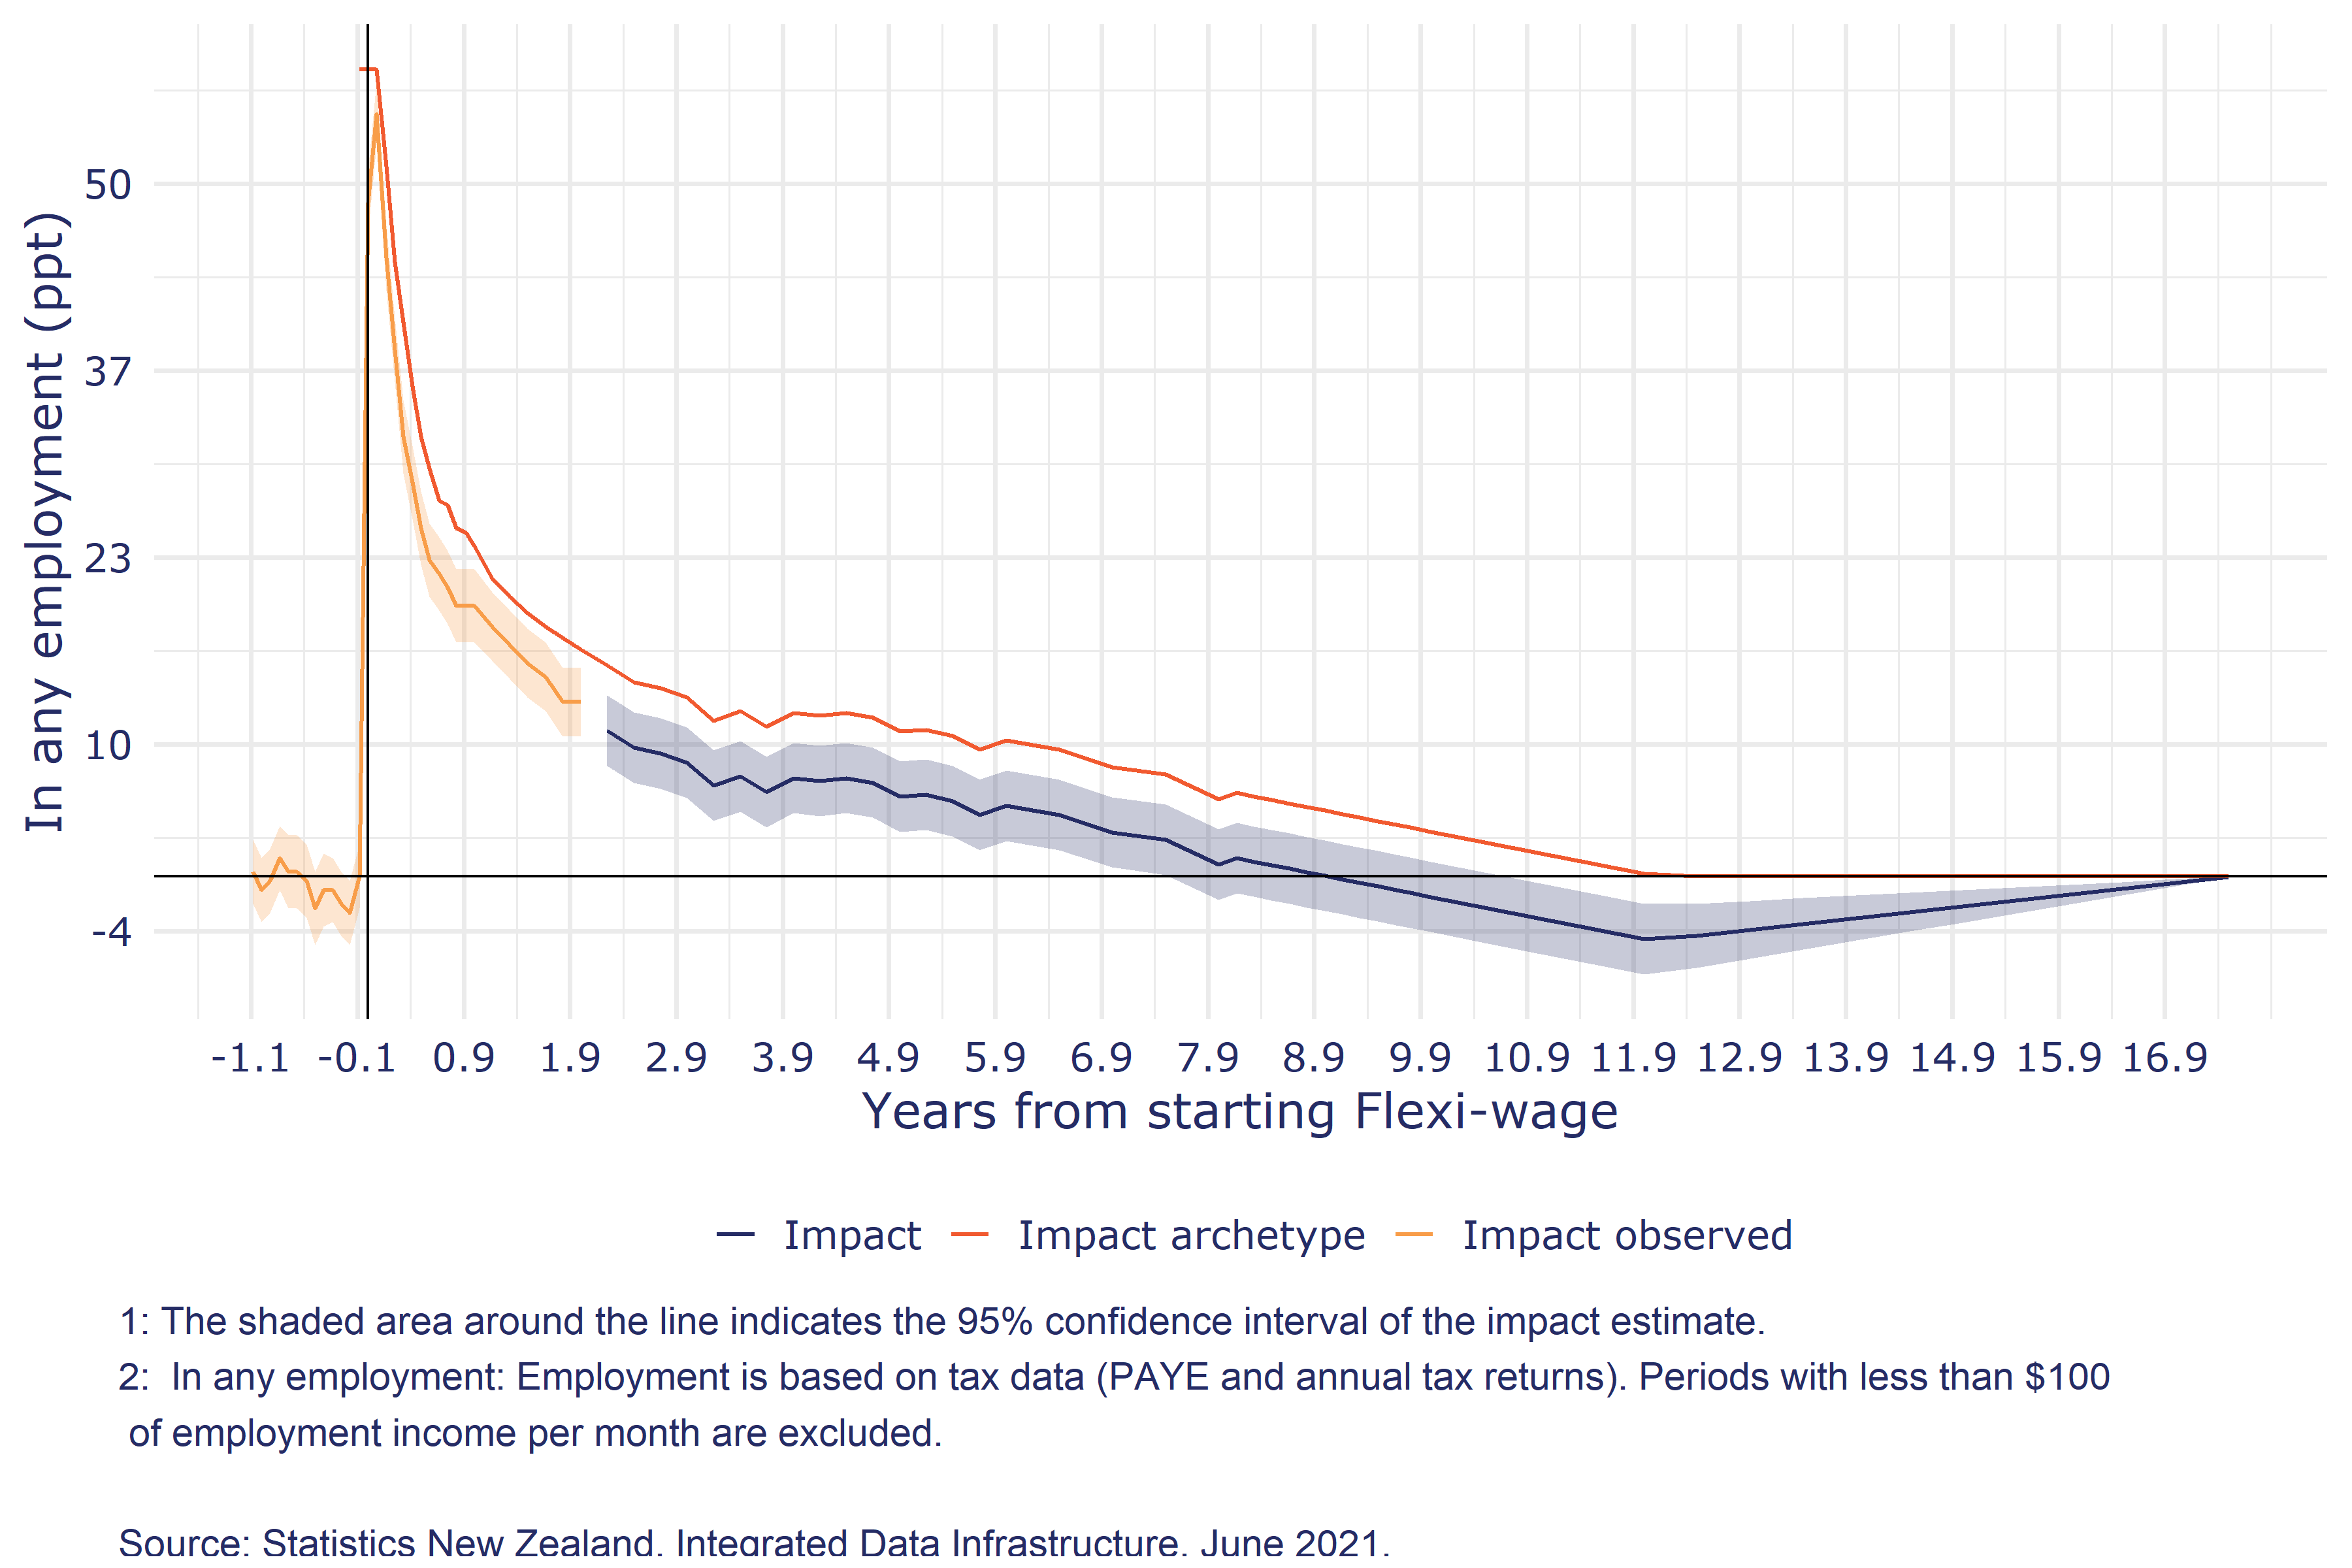 In any employment (ppt)
50
37
23
10
-4
-1.1 -0.1 0.9 1.9 2.9 3.9 4.9 5.9 6.9 7.9 8.9 9.9 10.9 11.9 12.9 13.9 14.9 15.9 16.9
Years from starting Flexi-wage
Impact Impact archetype Impact observed
1: The shaded area around the line indicates the 95% confidence interval of the impact estimate.
2: In any employment: Employment is based on tax data (PAYE and annual tax returns). Periods with less than $100
of employment income per month are excluded.
Source: Statistics New Zealand, Integrated Data Infrastructure, June 2021.